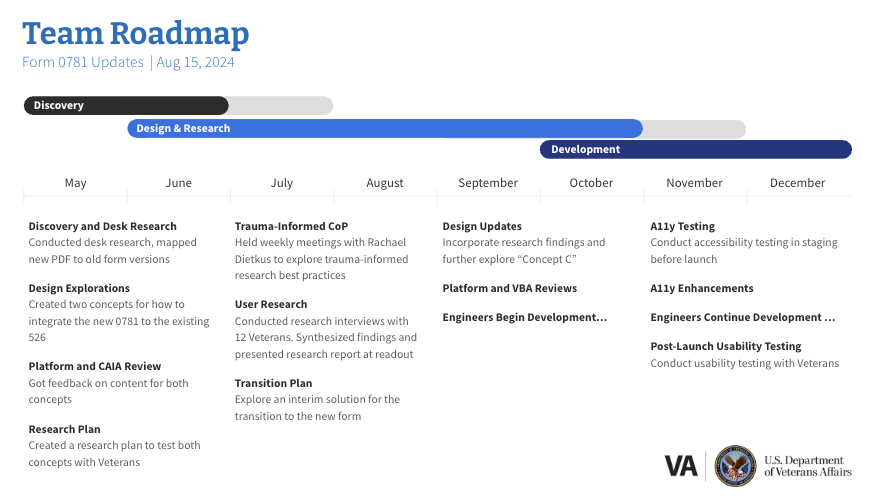 Team Roadmap
Form 0781 Updates | Aug 15, 2024
Discovery
Design & Research
Development
May June July August September October November December
Discovery and Desk Research
Conducted desk research, mapped
new PDF to old form versions
Design Explorations
Created two concepts for how to
integrate the new 0781 to the existing
526
Platform and CAIA Review
Got feedback on content for both
concepts
Research Plan
Created a research plan to test both
concepts with Veterans
Trauma-Informed CoP
Held weekly meetings with Rachael
Dietkus to explore trauma-informed
research best practices
User Research
Conducted research interviews with
12 Veterans. Synthesized findings and
presented research report at readout
Transition Plan
Explore an interim solution for the
transition to the new form
Design Updates
Incorporate research findings and
further explore “Concept C”
Platform and VBA Reviews
Engineers Begin Development…
A11y Testing
Conduct accessibility testing in staging
before launch
A11y Enhancements
Engineers Continue Development …
Post-Launch Usability Testing
Conduct usability testing with Veterans
VA
U.S. Department
of Veterans Affairs